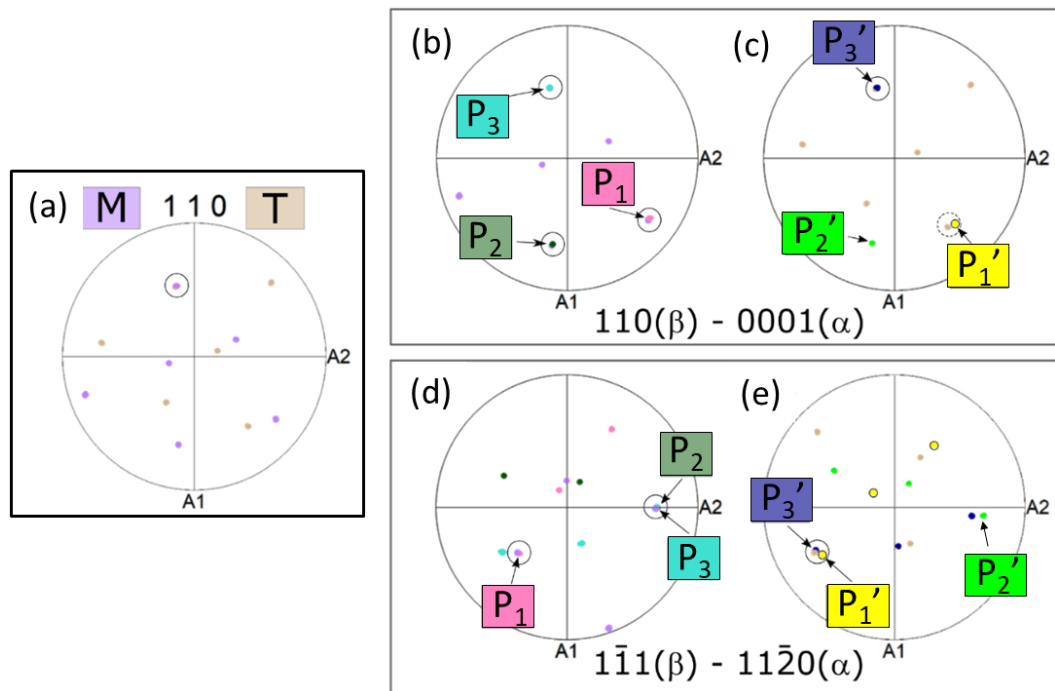 (a) M 1 1 0 T
A2
A1
(b)
P3
P1
P2
A2
A1
(c)
P3’
P2’
P1’
A2
A1
110(β) - 0001(α)
(d)
P2
A2
P3
P1
A1
(e)
P3’
A2
P2’
P1’
A1
11̄1(β) - 112̄0(α)